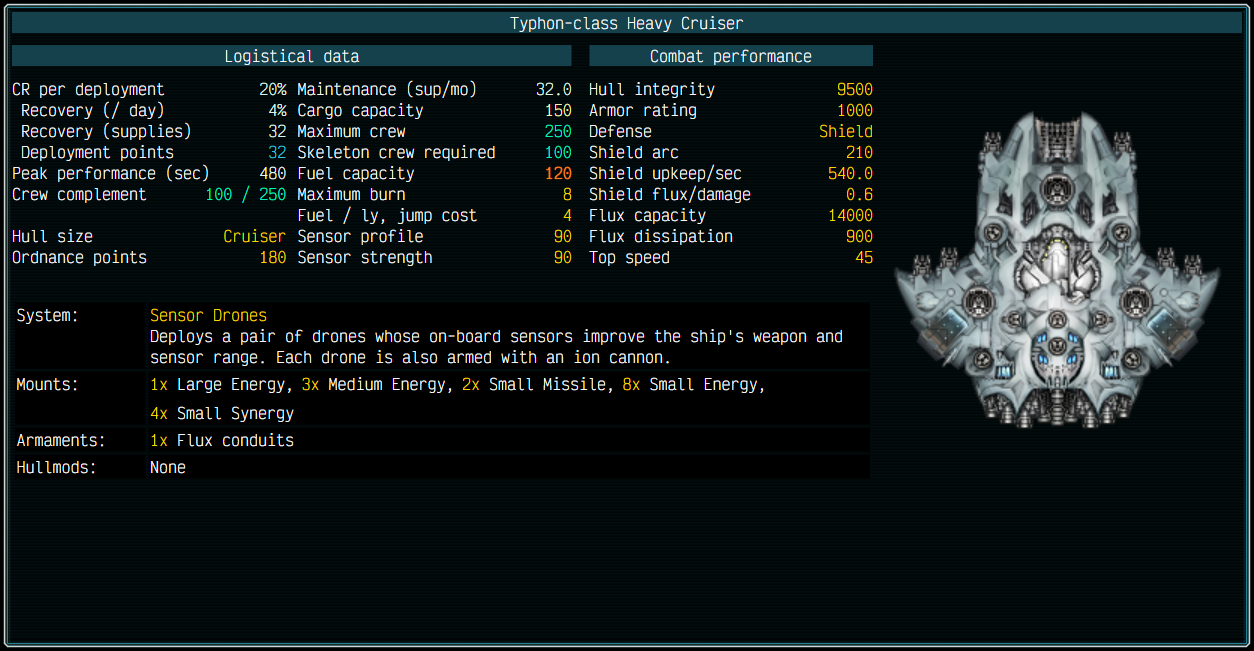 Typhon-class Heavy Cruiser
Logistical data
CR per deployment 20% Maintenance (sup/mo) 32.0
Recovery (/ day) 4% Cargo capacity 150
Recovery (supplies) 32 Maximum crew 250
Deployment points 32 Skeleton crew required 100
Peak performance (sec) 480 Fuel capacity 120
Crew complement 100 / 250 Maximum burn 8
Fuel / ly, jump cost 4
Hull size Cruiser Sensor profile 90
Ordnance points 180 Sensor strength 90
Combat performance
Hull integrity 9500
Armor rating 1000
Defense Shield
Shield arc 210
Shield upkeep/sec 540.0
Shield flux/damage 0.6
Flux capacity 14000
Flux dissipation 900
Top speed 45
System: Sensor Drones
Deploys a pair of drones whose on-board sensors improve the ship's weapon and
sensor range. Each drone is also armed with an ion cannon.
Mounts: 1x Large Energy, 3x Medium Energy, 2x Small Missile, 8x Small Energy,
4x Small Synergy
Armaments: 1x Flux conduits
Hullmods: None